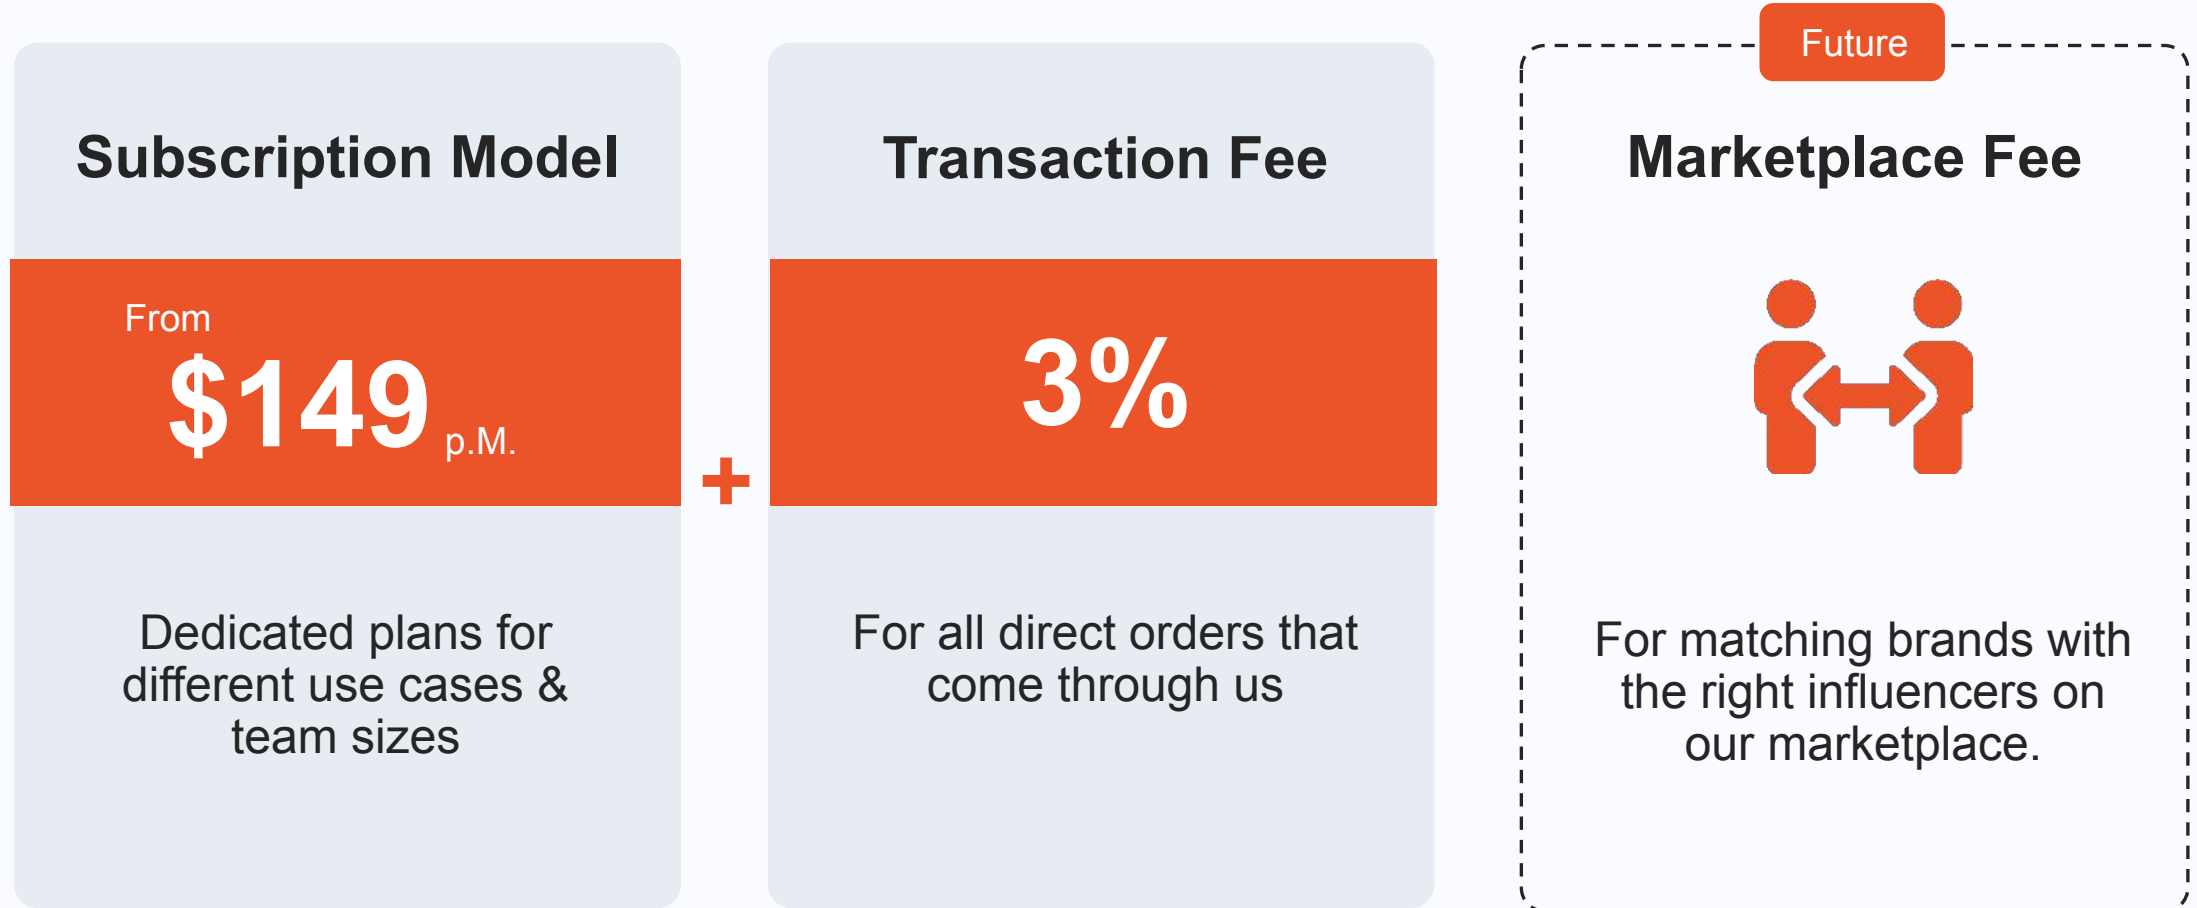 Subscription Model
From
$149 p.M.
Dedicated plans for
different use cases &
team sizes
+
Transaction Fee
3%
For all direct orders that
come through us
Future
Marketplace Fee
For matching brands with
the right influencers on
our marketplace.